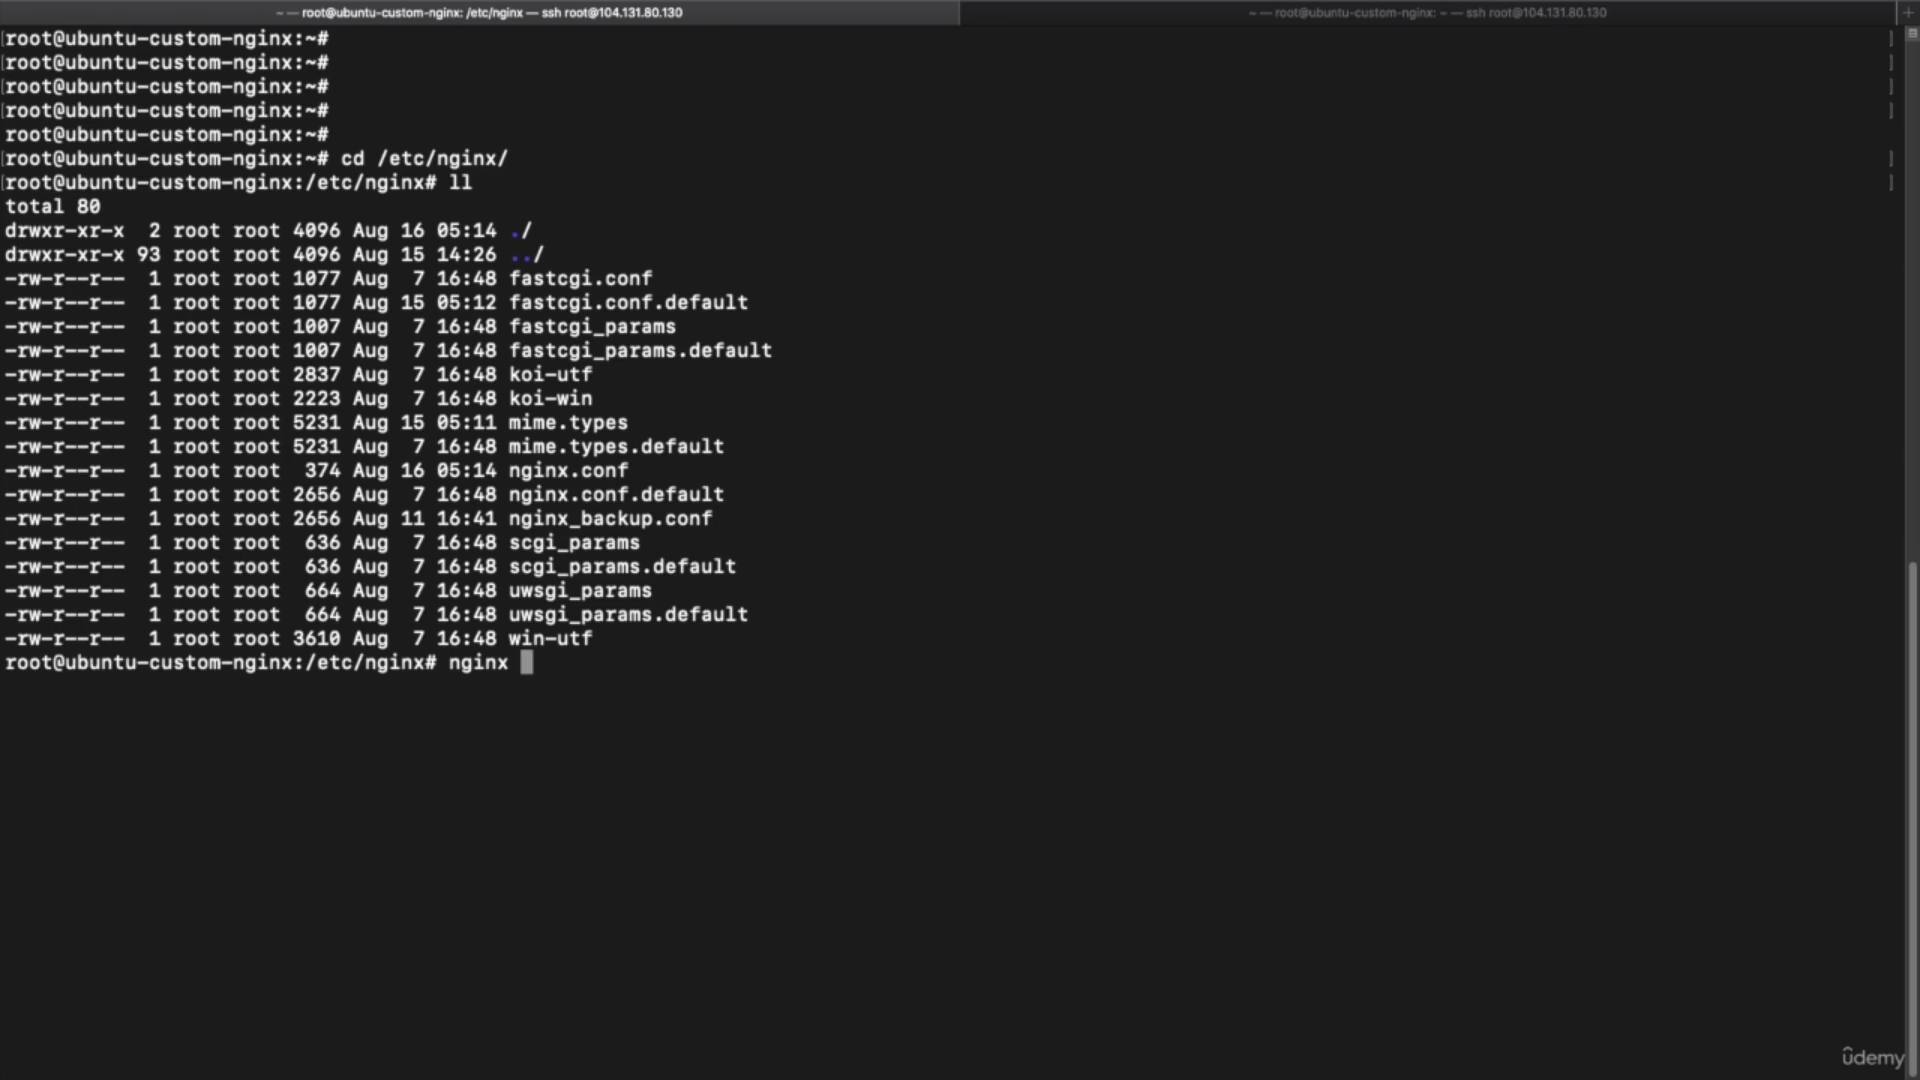 ~ — root@ubuntu-custom-nginx: /etc/nginx — ssh root@104.131.80.130
~ — root@ubuntu-custom-nginx: ~ — ssh root@104.131.80.130
+
[root@ubuntu-custom-nginx:~# ]
[root@ubuntu-custom-nginx:~# ]
[root@ubuntu-custom-nginx:~# ]
[root@ubuntu-custom-nginx:~# ]
root@ubuntu-custom-nginx:~#
[root@ubuntu-custom-nginx:~# cd /etc/nginx/ ]
[root@ubuntu-custom-nginx:/etc/nginx# ll ]
total 80
drwxr-xr-x  2 root root 4096 Aug 16 05:14 ./
drwxr-xr-x 93 root root 4096 Aug 15 14:26 ../
-rw-r--r--  1 root root 1077 Aug  7 16:48 fastcgi.conf
-rw-r--r--  1 root root 1077 Aug 15 05:12 fastcgi.conf.default
-rw-r--r--  1 root root 1007 Aug  7 16:48 fastcgi_params
-rw-r--r--  1 root root 1007 Aug  7 16:48 fastcgi_params.default
-rw-r--r--  1 root root 2837 Aug  7 16:48 koi-utf
-rw-r--r--  1 root root 2223 Aug  7 16:48 koi-win
-rw-r--r--  1 root root 5231 Aug 15 05:11 mime.types
-rw-r--r--  1 root root 5231 Aug  7 16:48 mime.types.default
-rw-r--r--  1 root root  374 Aug 16 05:14 nginx.conf
-rw-r--r--  1 root root 2656 Aug  7 16:48 nginx.conf.default
-rw-r--r--  1 root root 2656 Aug 11 16:41 nginx_backup.conf
-rw-r--r--  1 root root  636 Aug  7 16:48 scgi_params
-rw-r--r--  1 root root  636 Aug  7 16:48 scgi_params.default
-rw-r--r--  1 root root  664 Aug  7 16:48 uwsgi_params
-rw-r--r--  1 root root  664 Aug  7 16:48 uwsgi_params.default
-rw-r--r--  1 root root 3610 Aug  7 16:48 win-utf
root@ubuntu-custom-nginx:/etc/nginx# nginx
ûdemy